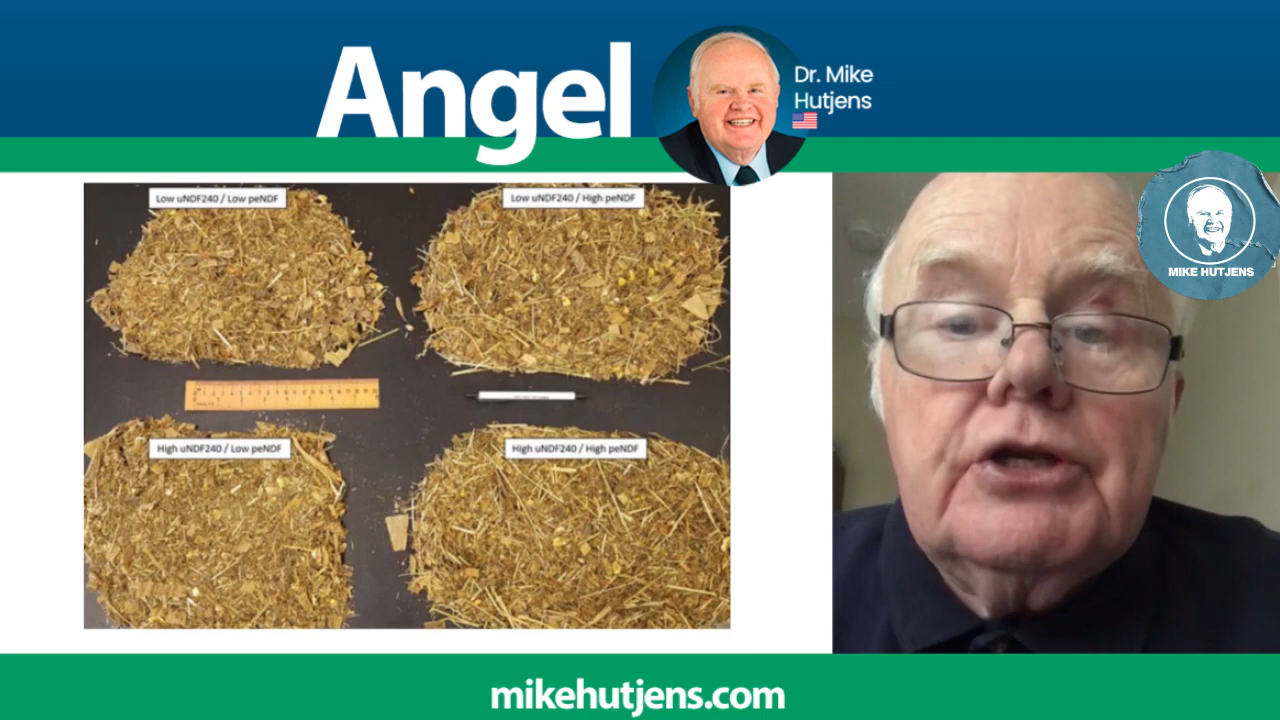 Angel
Dr. Mike
Hutjens
MIKE HUTJENS
Low uNDF240 / Low peNDF
Low uNDF240 / High peNDF
High uNDF240 / Low peNDF
High uNDF240 / High peNDF
mikehutjens.com